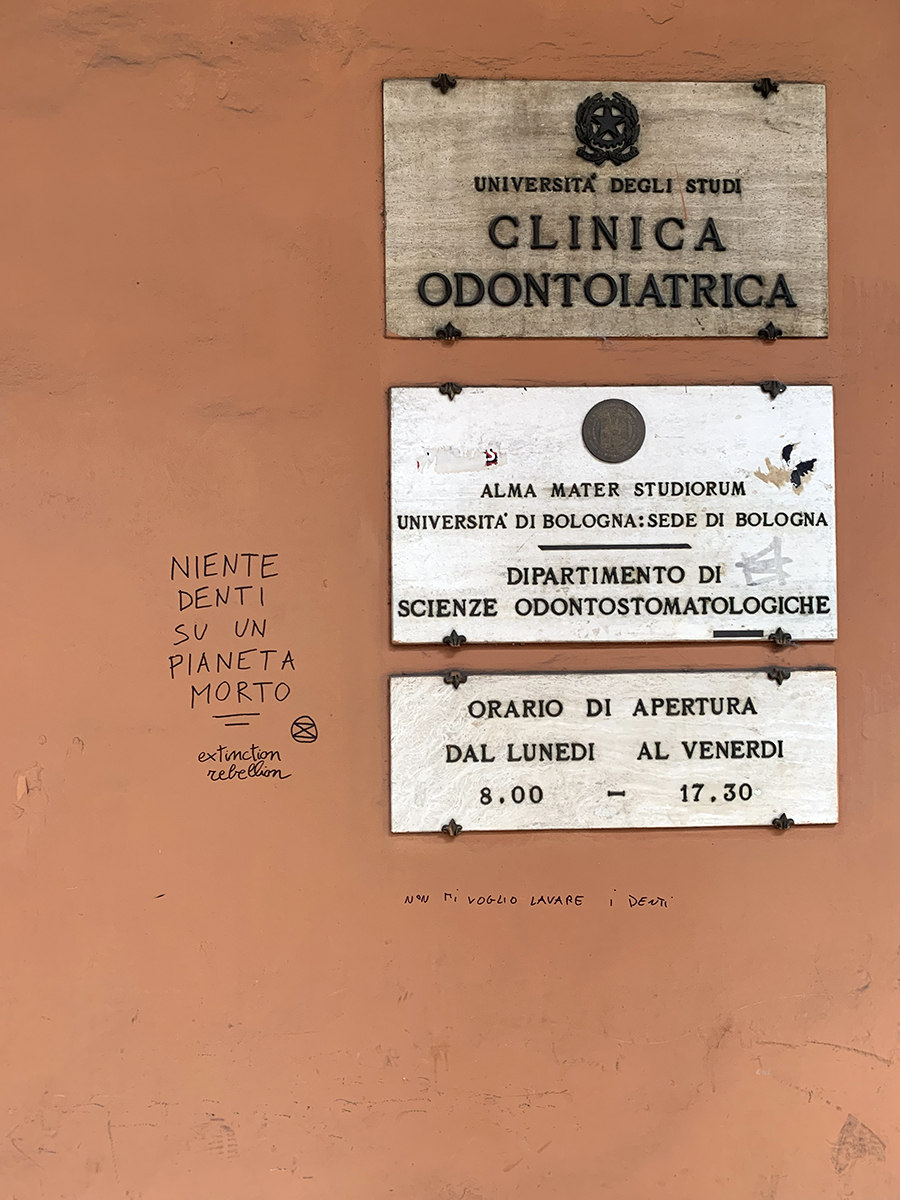 UNIVERSITA' DEGLI STUDI
CLINICA
ODONTOIATRICA
ALMA MATER STUDIORUM
UNIVERSITA' DI BOLOGNA: SEDE DI BOLOGNA
DIPARTIMENTO DI
SCIENZE ODONTOSTOMATOLOGICHE
ORARIO DI APERTURA
DAL LUNEDI AL VENERDI
8.00 - 17.30
NIENTE
DENTI
SU UN
PIANETA
MORTO
extinction
rebellion
NON MI VOGLIO LAVARE i DENTi